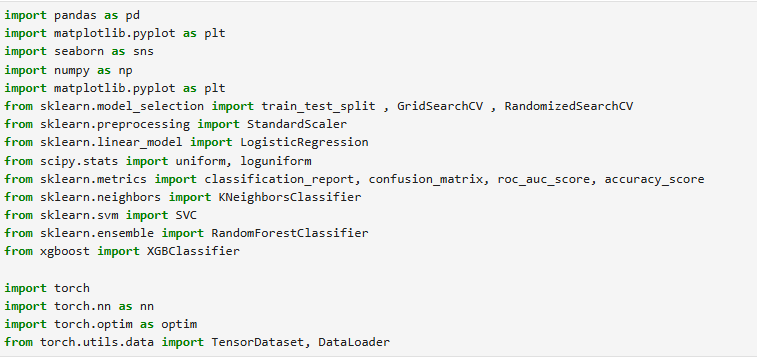 import pandas as pd
import matplotlib.pyplot as plt
import seaborn as sns
import numpy as np
import matplotlib.pyplot as plt
from sklearn.model_selection import train_test_split , GridSearchCV , RandomizedSearchCV
from sklearn.preprocessing import StandardScaler
from sklearn.linear_model import LogisticRegression
from scipy.stats import uniform, loguniform
from sklearn.metrics import classification_report, confusion_matrix, roc_auc_score, accuracy_score
from sklearn.neighbors import KNeighborsClassifier
from sklearn.svm import SVC
from sklearn.ensemble import RandomForestClassifier
from xgboost import XGBClassifier
import torch
import torch.nn as nn
import torch.optim as optim
from torch.utils.data import TensorDataset, DataLoader